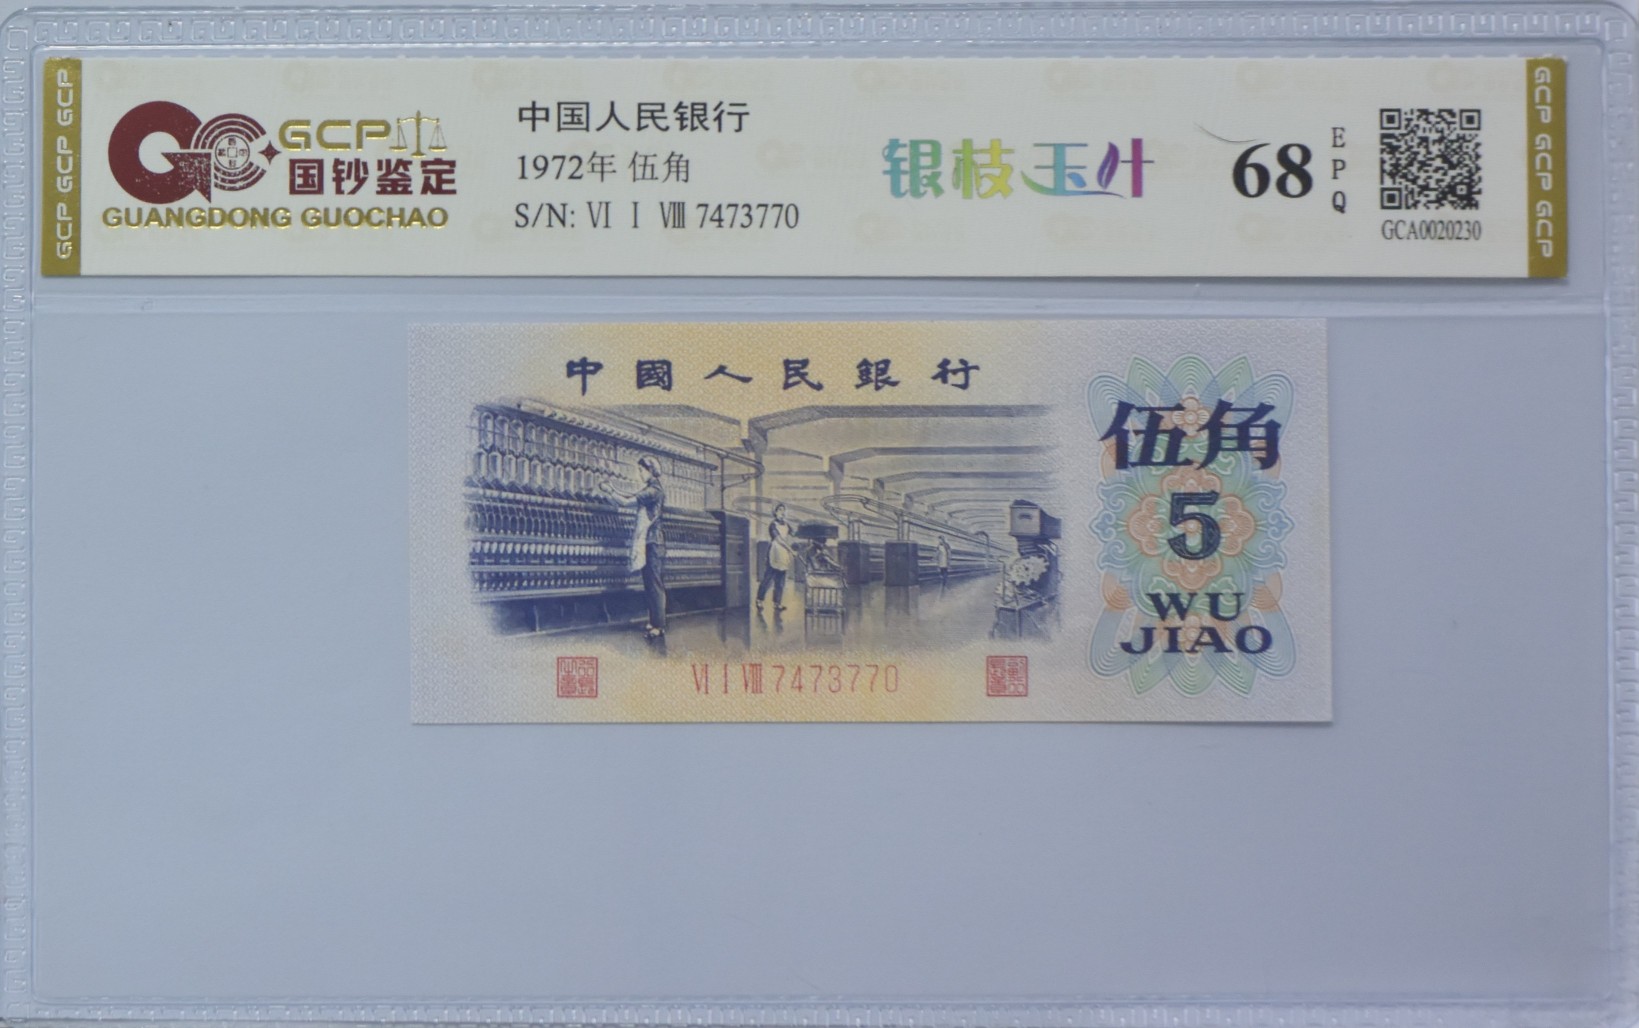 GCP GCP GCP
GCP
国钞鉴定
GUANGDONG GUOCHAO
中国人民银行
1972年 伍角
S/N: Ⅵ Ⅰ Ⅷ 7473770
银枝玉叶
68
EPQ
GCA0020230
GCP GCP GCP
中國人民銀行
伍角
5
WU
JIAO
Ⅵ Ⅰ Ⅷ 7473770